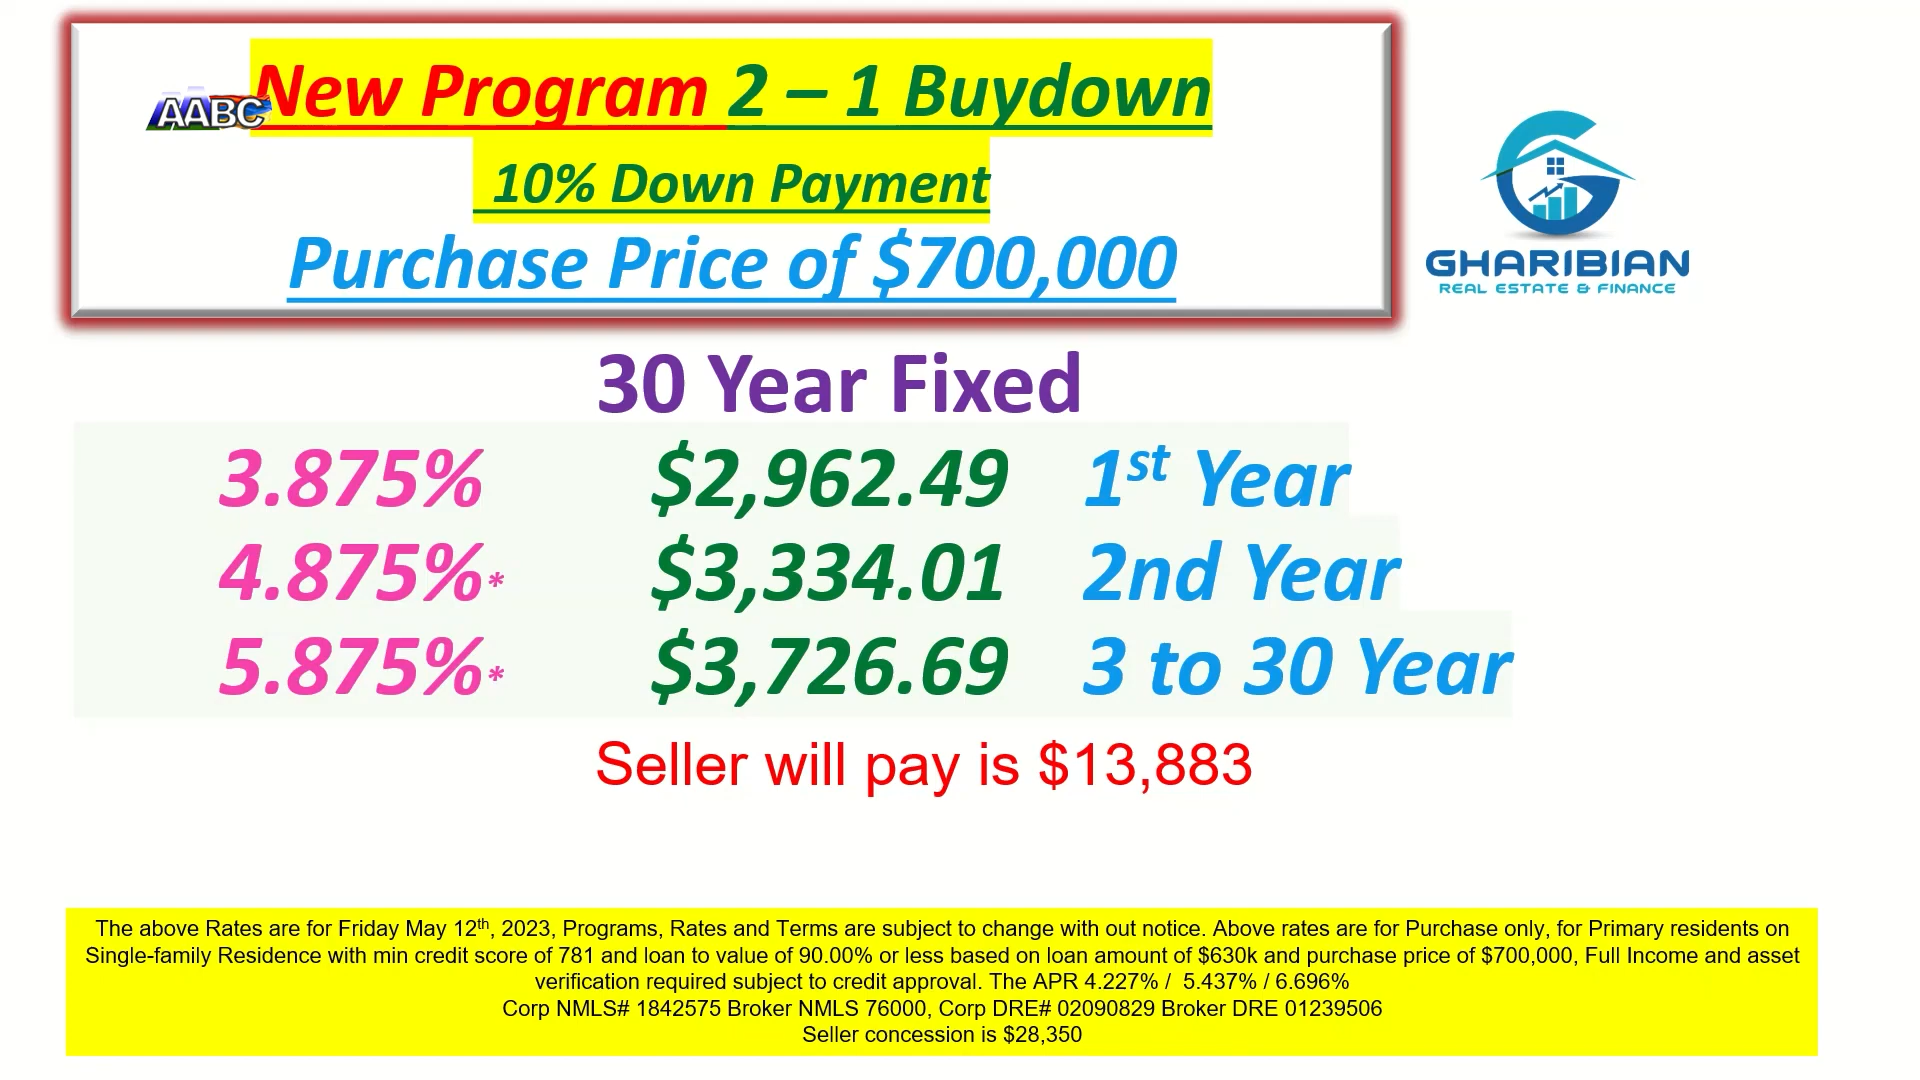 AABC
New Program 2 – 1 Buydown
10% Down Payment
Purchase Price of $700,000
GHARIBIAN
REAL ESTATE & FINANCE
30 Year Fixed
3.875% $2,962.49 1st Year
4.875%* $3,334.01 2nd Year
5.875%* $3,726.69 3 to 30 Year
Seller will pay is $13,883
The above Rates are for Friday May 12th, 2023, Programs, Rates and Terms are subject to change with out notice. Above rates are for Purchase only, for Primary residents on
Single-family Residence with min credit score of 781 and loan to value of 90.00% or less based on loan amount of $630k and purchase price of $700,000, Full Income and asset
verification required subject to credit approval. The APR 4.227% / 5.437% / 6.696%
Corp NMLS# 1842575 Broker NMLS 76000, Corp DRE# 02090829 Broker DRE 01239506
Seller concession is $28,350